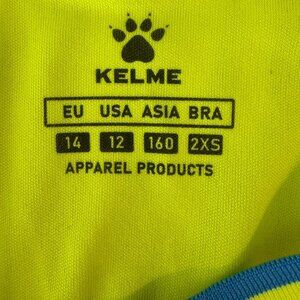 KELME
EU USA ASIA BRA
14 12 160 2XS
APPAREL PRODUCTS